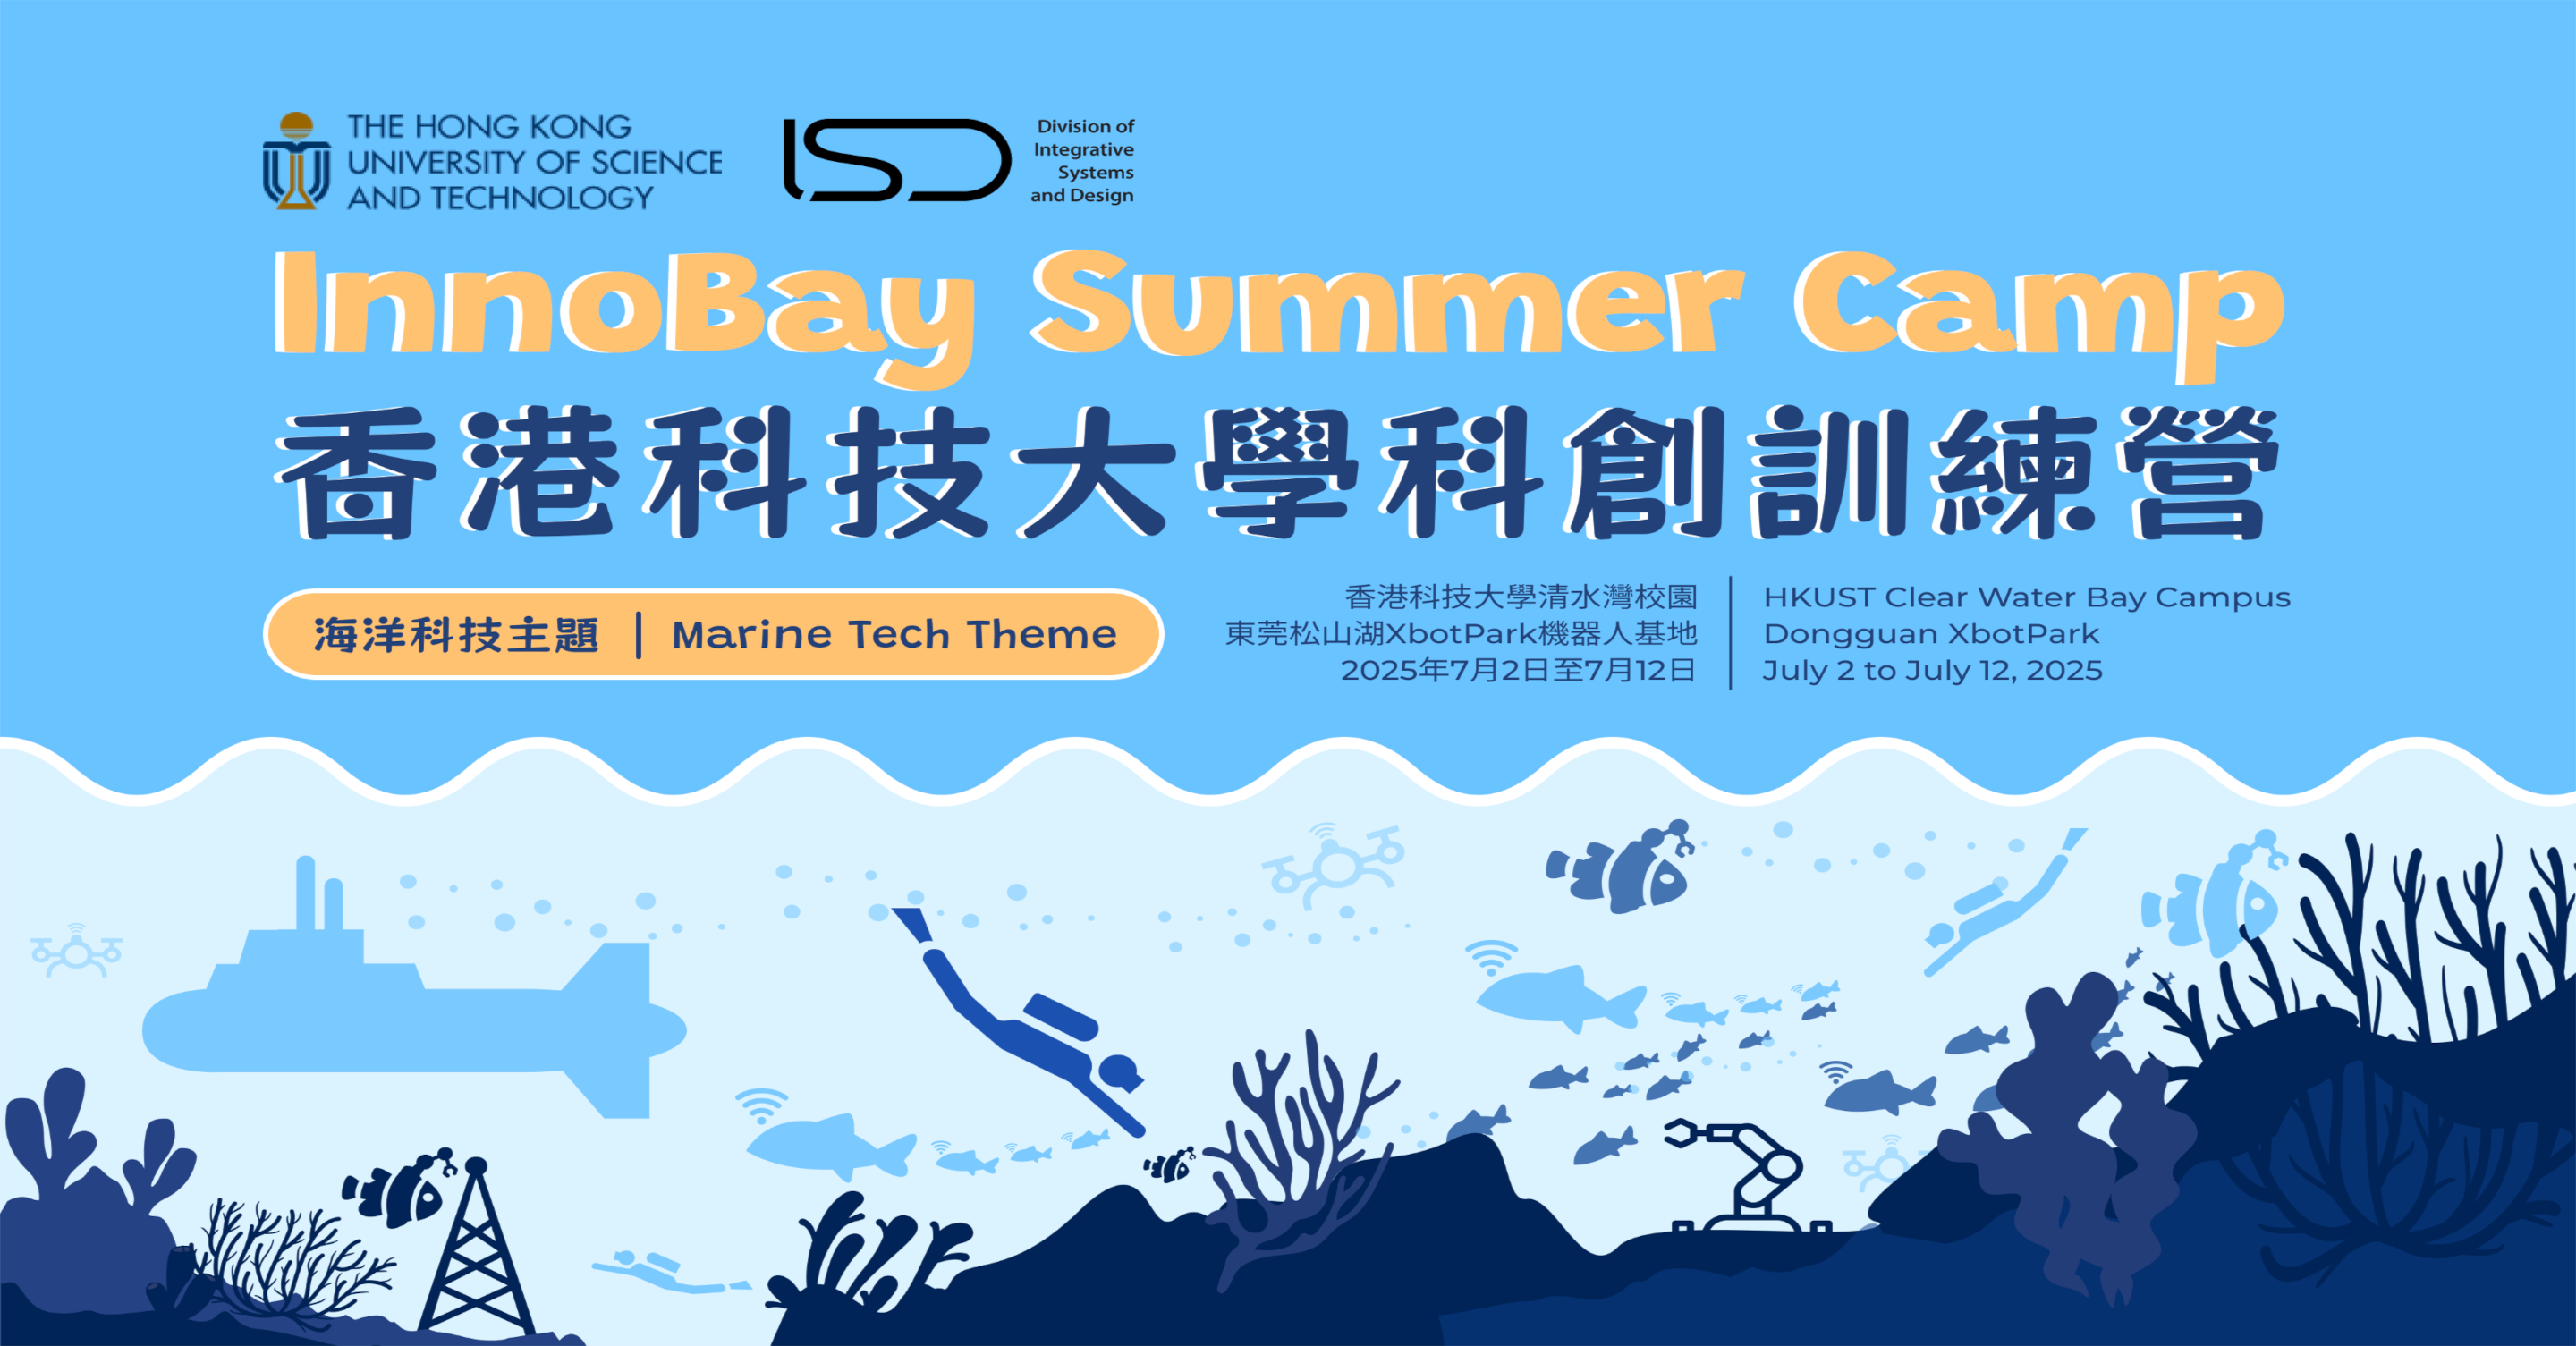 THE HONG KONG
UNIVERSITY OF SCIENCE
AND TECHNOLOGY
ISD
Division of
Integrative
Systems
and Design
InnoBay Summer Camp
香港科技大學科創訓練營
海洋科技主題 | Marine Tech Theme
香港科技大學清水灣校園
東莞松山湖XbotPark機器人基地
2025年7月2日至7月12日
HKUST Clear Water Bay Campus
Dongguan XbotPark
July 2 to July 12, 2025